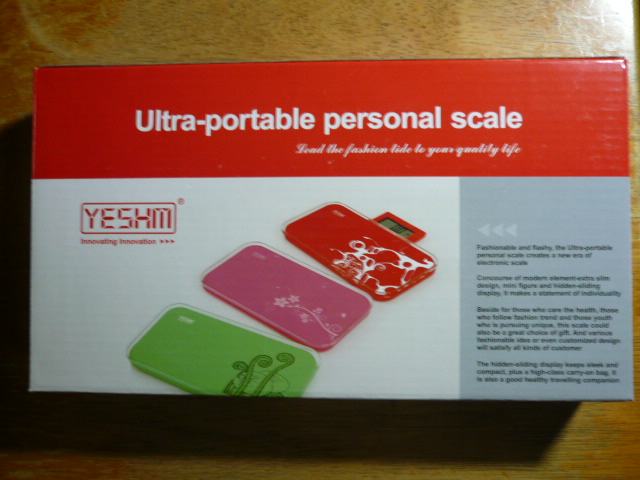 Ultra-portable personal scale
Lead the fashion tide to your quality life
YESHM®
Innovating Innovation >>>
Fashionable and flashy, the Ultra-portable
personal scale creates a new era of
electronic scale
Concourse of modern element-extra slim
design, mini figure and hidden-sliding
display, it makes a statement of individuality
Beside for those who care the health, those
who follow fashion trend and those youth
who is pursuing unique, this scale could
also be a great choice of gift. And various
fashionable idea or even customized design
will satisfy all kinds of customer
The hidden-sliding display keeps sleek and
compact, plus a high-class carry-on bag, it
is also a good healthy travelling companion